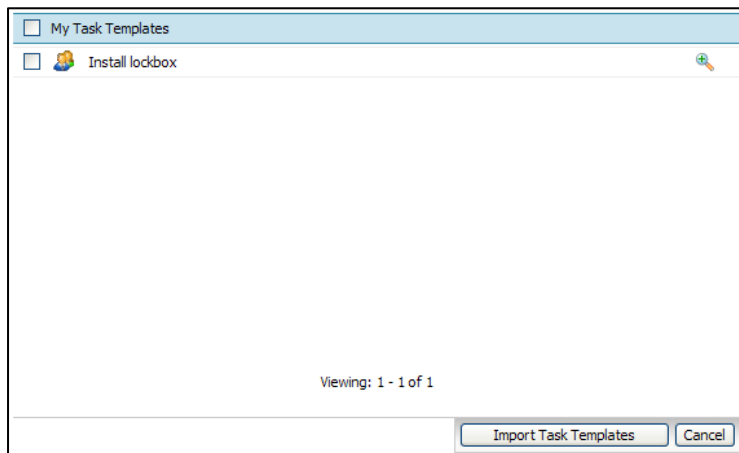 My Task Templates
Install lockbox
Viewing: 1 - 1 of 1
Import Task Templates Cancel